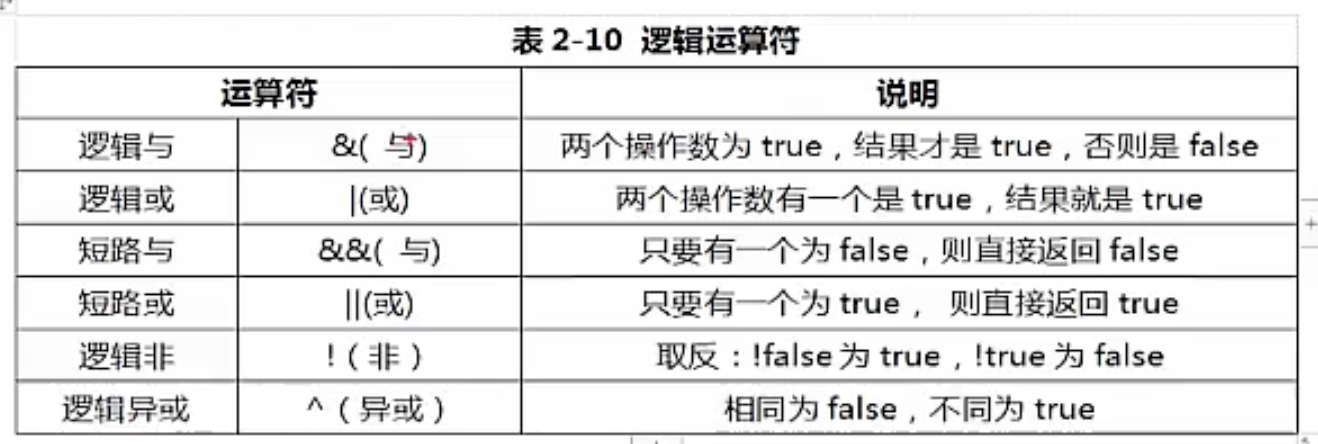 表 2-10 逻辑运算符
运算符 说明
逻辑与 &( 与) 两个操作数为 true，结果才是 true，否则是 false
逻辑或 |(或) 两个操作数有一个是 true，结果就是 true
短路与 &&( 与) 只要有一个为 false，则直接返回 false
短路或 ||(或) 只要有一个为 true， 则直接返回 true
逻辑非 !（非） 取反：!false 为 true，!true 为 false
逻辑异或 ^（异或） 相同为 false，不同为 true